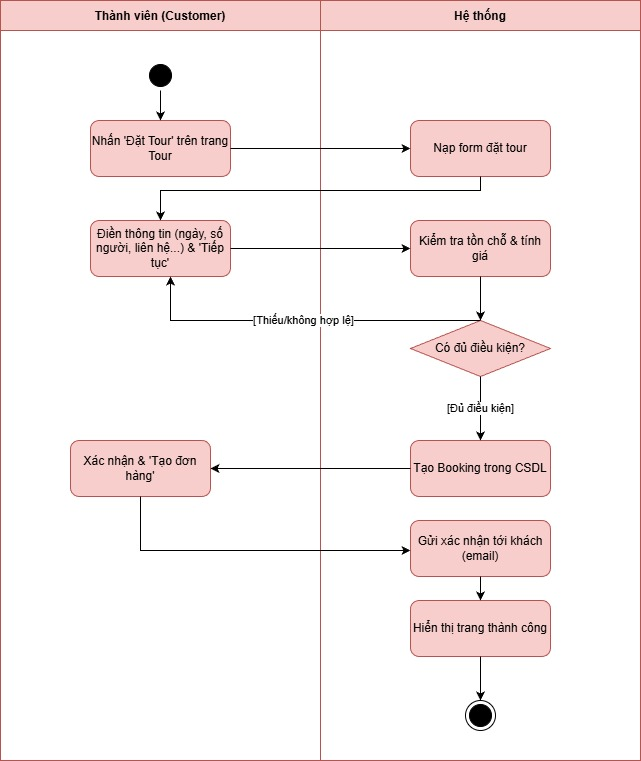 Thành viên (Customer)
Hệ thống
Nhấn 'Đặt Tour' trên trang
Tour
Nạp form đặt tour
Điền thông tin (ngày, số
người, liên hệ...) & 'Tiếp
tục'
Kiểm tra tồn chỗ & tính
giá
[Thiếu/không hợp lệ]
Có đủ điều kiện?
[Đủ điều kiện]
Xác nhận & 'Tạo đơn
hàng'
Tạo Booking trong CSDL
Gửi xác nhận tới khách
(email)
Hiển thị trang thành công